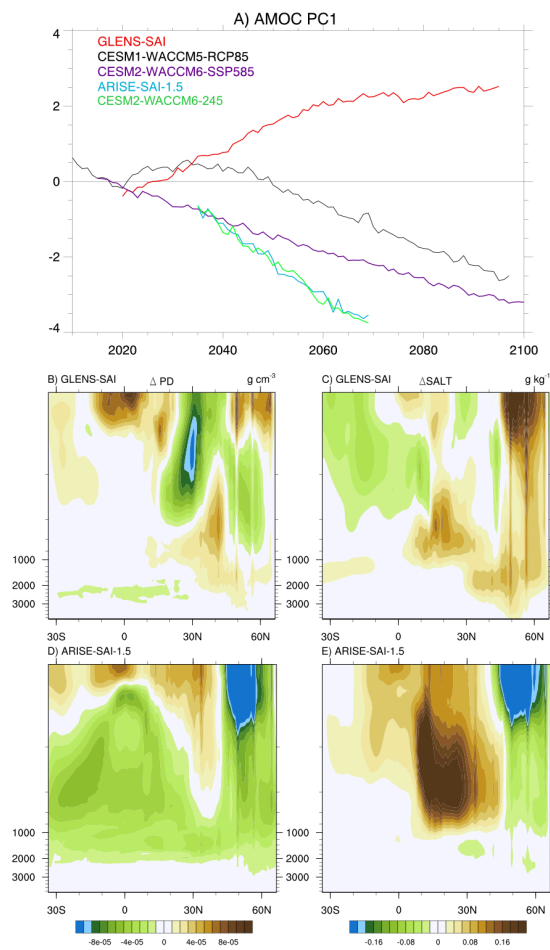 A) AMOC PC1
GLENS-SAI
CESM1-WACCM5-RCP85
CESM2-WACCM6-SSP585
ARISE-SAI-1.5
CESM2-WACCM6-245
4
2
0
-2
-4
2020 2040 2060 2080 2100
B) GLENS-SAI Δ PD g cm-3
C) GLENS-SAI ΔSALT g kg-1
1000 1000
2000 2000
3000 3000
30S 0 30N 60N
30S 0 30N 60N
D) ARISE-SAI-1.5
E) ARISE-SAI-1.5
1000 1000
2000 2000
3000 3000
30S 0 30N 60N
30S 0 30N 60N
-8e-05 -4e-05 0 4e-05 8e-05
-0.16 -0.08 0 0.08 0.16